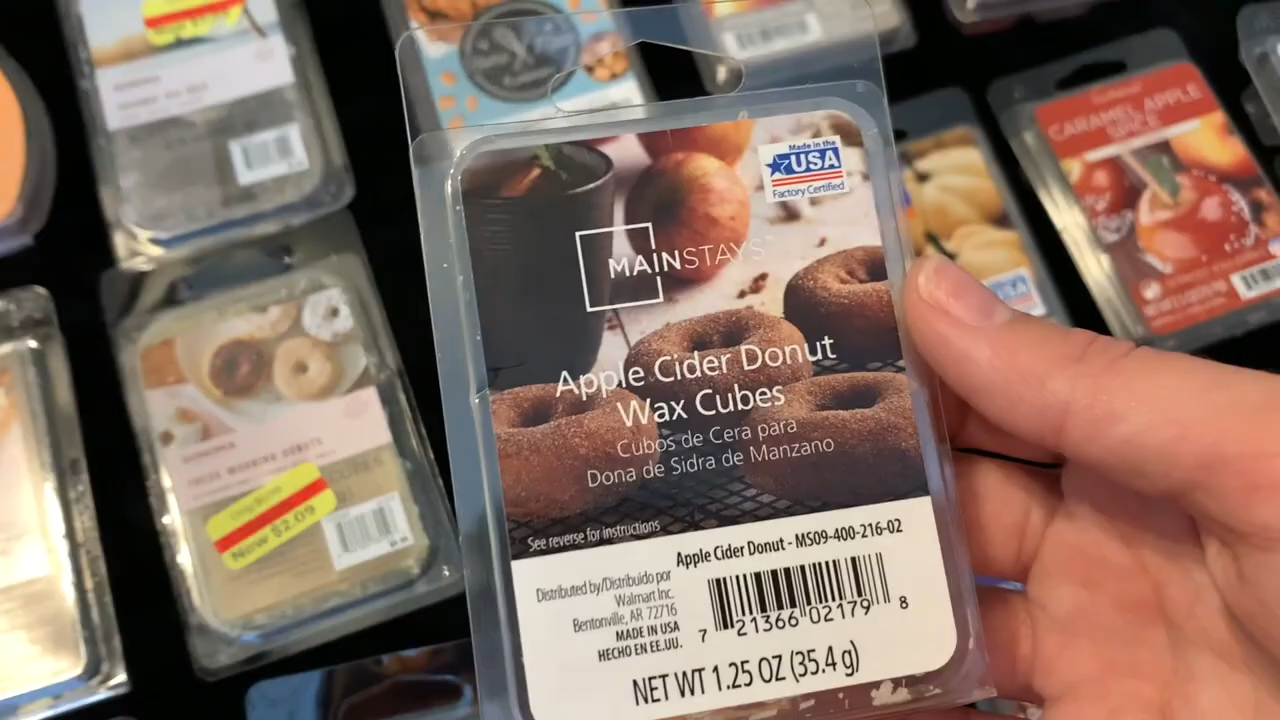 Made in the
USA
Factory Certified
MAINSTAYS
Apple Cider Donut
Wax Cubes
Cubos de Cera para
Dona de Sidra de Manzano
See reverse for instructions
Apple Cider Donut - MS09-400-216-02
Distributed by/Distribuido por
Walmart Inc.
Bentonville, AR 72716
MADE IN USA
HECHO EN EE.UU.
7 21366 02179 8
NET WT 1.25 OZ (35.4 g)
CARAMEL APPLE
SPICE
USA
Now $2.09